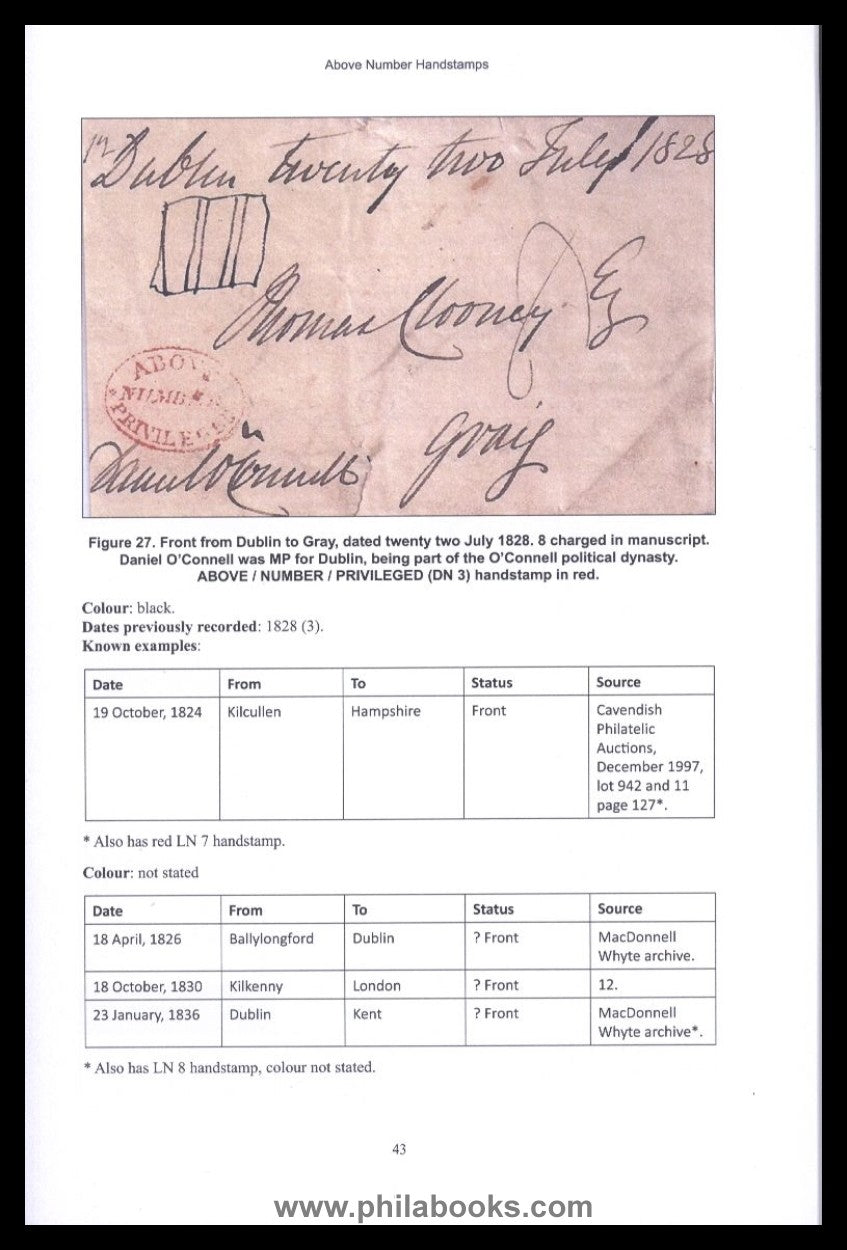 Above Number Handstamps
Dublin twenty two July 1828
Thomas Clooney Esq
ABOVE
NUMBER
PRIVILEGED
Graig
Daniel O'Connell
Figure 27. Front from Dublin to Gray, dated twenty two July 1828. 8 charged in manuscript.
Daniel O'Connell was MP for Dublin, being part of the O'Connell political dynasty.
ABOVE / NUMBER / PRIVILEGED (DN 3) handstamp in red.
Colour: black.
Dates previously recorded: 1828 (3).
Known examples:
Date From To Status Source
19 October, 1824 Kilcullen Hampshire Front Cavendish
Philatelic
Auctions,
December 1997,
lot 942 and 11
page 127*.
* Also has red LN 7 handstamp.
Colour: not stated
Date From To Status Source
18 April, 1826 Ballylongford Dublin ? Front MacDonnell
Whyte archive.
18 October, 1830 Kilkenny London ? Front 12.
23 January, 1836 Dublin Kent ? Front MacDonnell
Whyte archive*.
* Also has LN 8 handstamp, colour not stated.
43
www.philabooks.com